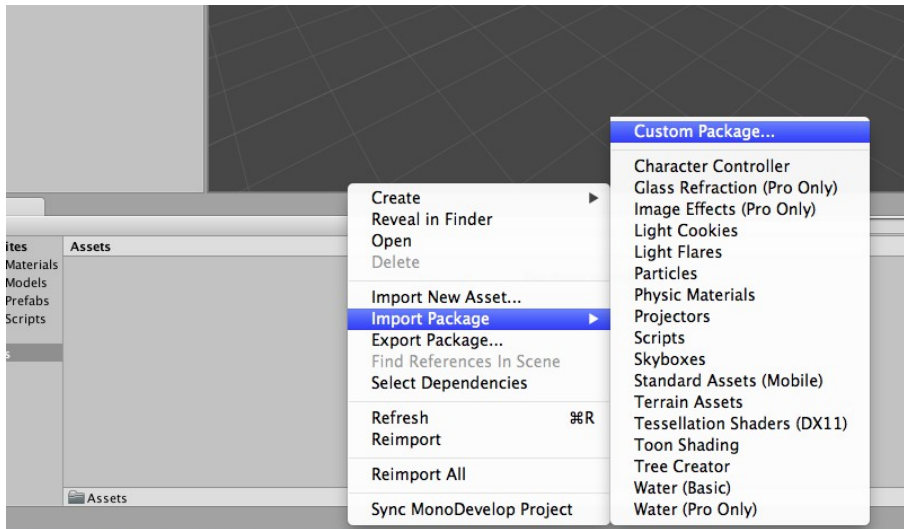 ites
Materials
Models
Prefabs
Scripts
s
Assets
Assets
Create
Reveal in Finder
Open
Delete
Import New Asset...
Import Package
Export Package...
Find References In Scene
Select Dependencies
Refresh ⌘R
Reimport
Reimport All
Sync MonoDevelop Project
Custom Package...
Character Controller
Glass Refraction (Pro Only)
Image Effects (Pro Only)
Light Cookies
Light Flares
Particles
Physic Materials
Projectors
Scripts
Skyboxes
Standard Assets (Mobile)
Terrain Assets
Tessellation Shaders (DX11)
Toon Shading
Tree Creator
Water (Basic)
Water (Pro Only)